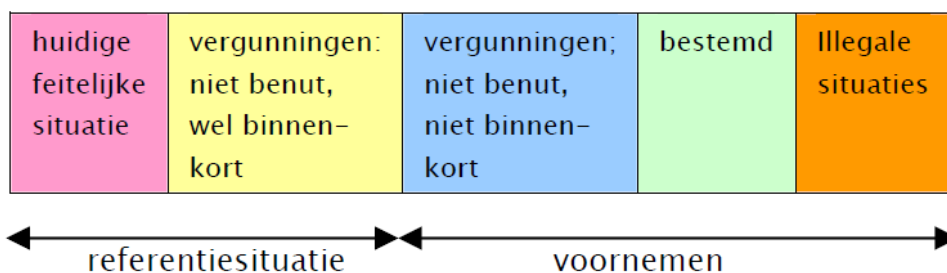 huidige
feitelijke
situatie
vergunningen:
niet benut,
wel binnen-
kort
vergunningen;
niet benut,
niet binnen-
kort
bestemd
Illegale
situaties
referentiesituatie
voornemen